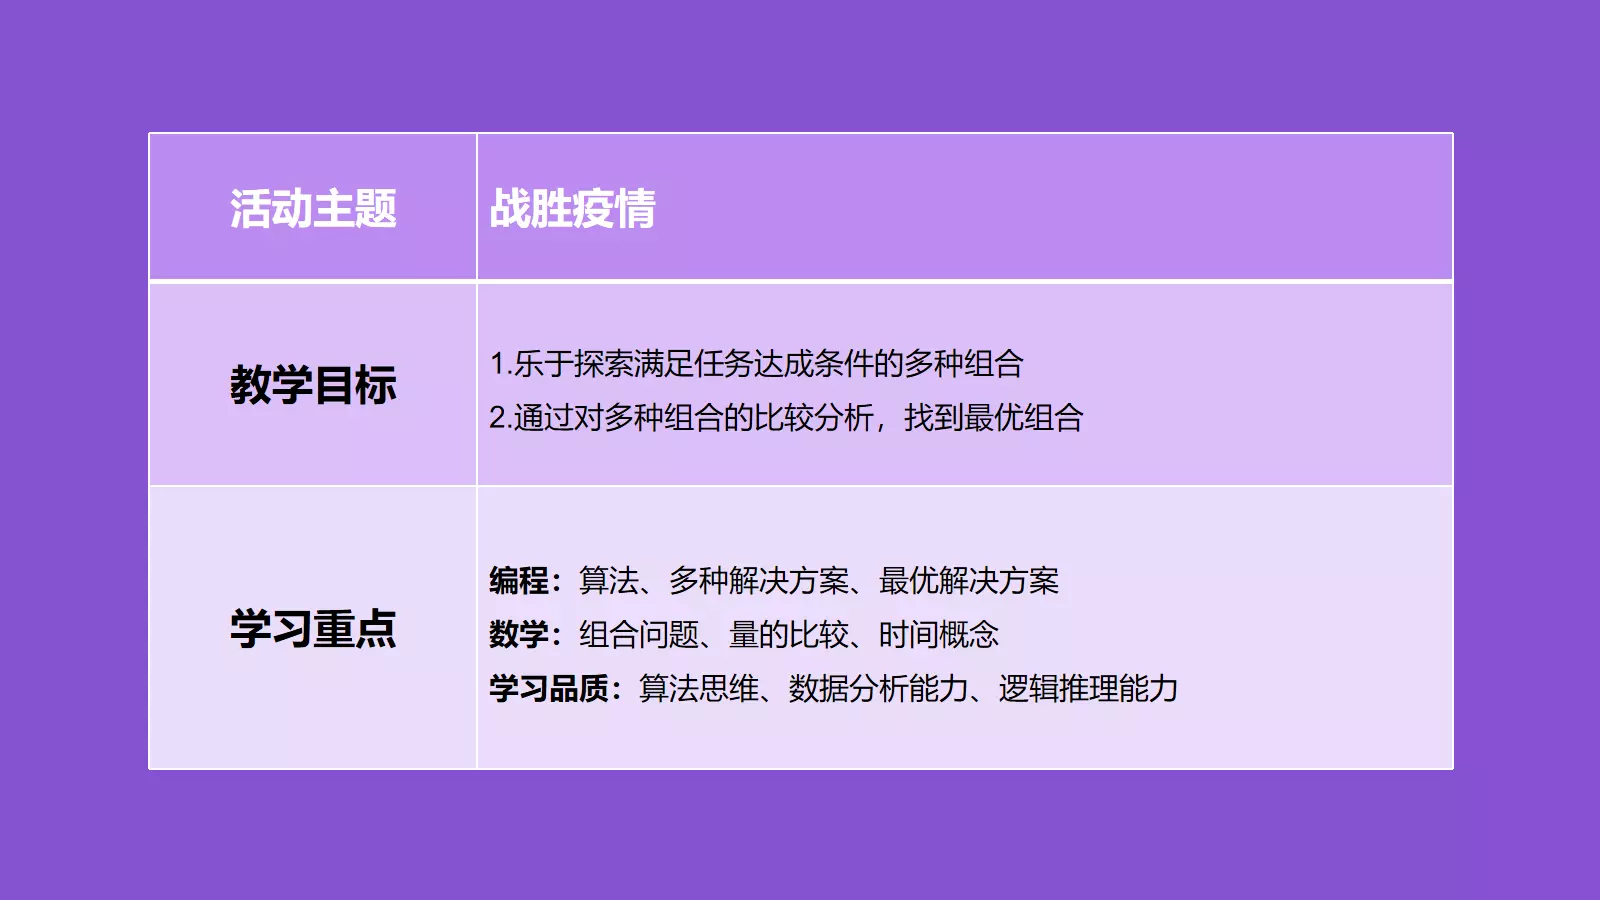 活动主题
战胜疫情
教学目标
1.乐于探索满足任务达成条件的多种组合
2.通过对多种组合的比较分析，找到最优组合
学习重点
编程：算法、多种解决方案、最优解决方案
数学：组合问题、量的比较、时间概念
学习品质：算法思维、数据分析能力、逻辑推理能力